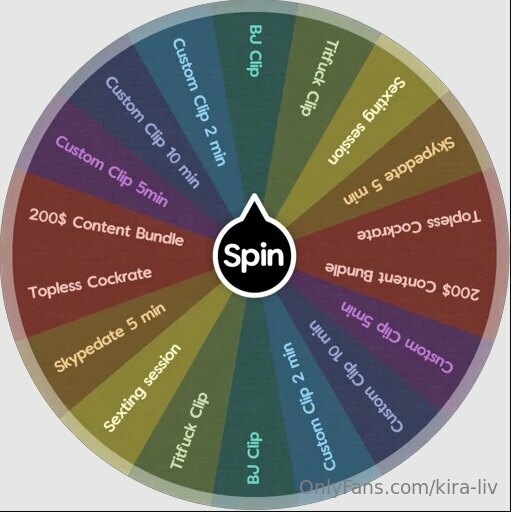 BJ Clip
Titfuck Clip
Sexting session
Skypedate 5 min
Topless Cockrate
200$ Content Bundle
Custom Clip 5min
Custom Clip 10 min
Custom Clip 2 min
BJ Clip
Titfuck Clip
Sexting session
Skypedate 5 min
Topless Cockrate
200$ Content Bundle
Custom Clip 5min
Custom Clip 10 min
Custom Clip 2 min
Spin
OnlyFans.com/kira-liv